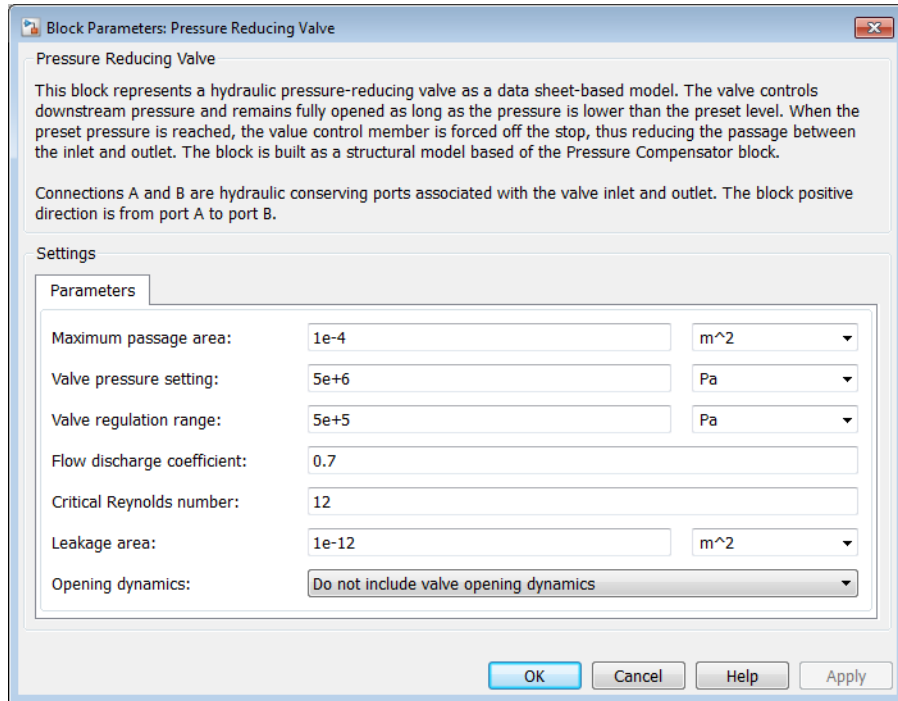 Block Parameters: Pressure Reducing Valve
Pressure Reducing Valve
This block represents a hydraulic pressure-reducing valve as a data sheet-based model. The valve controls
downstream pressure and remains fully opened as long as the pressure is lower than the preset level. When the
preset pressure is reached, the value control member is forced off the stop, thus reducing the passage between
the inlet and outlet. The block is built as a structural model based of the Pressure Compensator block.
Connections A and B are hydraulic conserving ports associated with the valve inlet and outlet. The block positive
direction is from port A to port B.
Settings
Parameters
Maximum passage area: 1e-4 m^2
Valve pressure setting: 5e+6 Pa
Valve regulation range: 5e+5 Pa
Flow discharge coefficient: 0.7
Critical Reynolds number: 12
Leakage area: 1e-12 m^2
Opening dynamics: Do not include valve opening dynamics
OK Cancel Help Apply